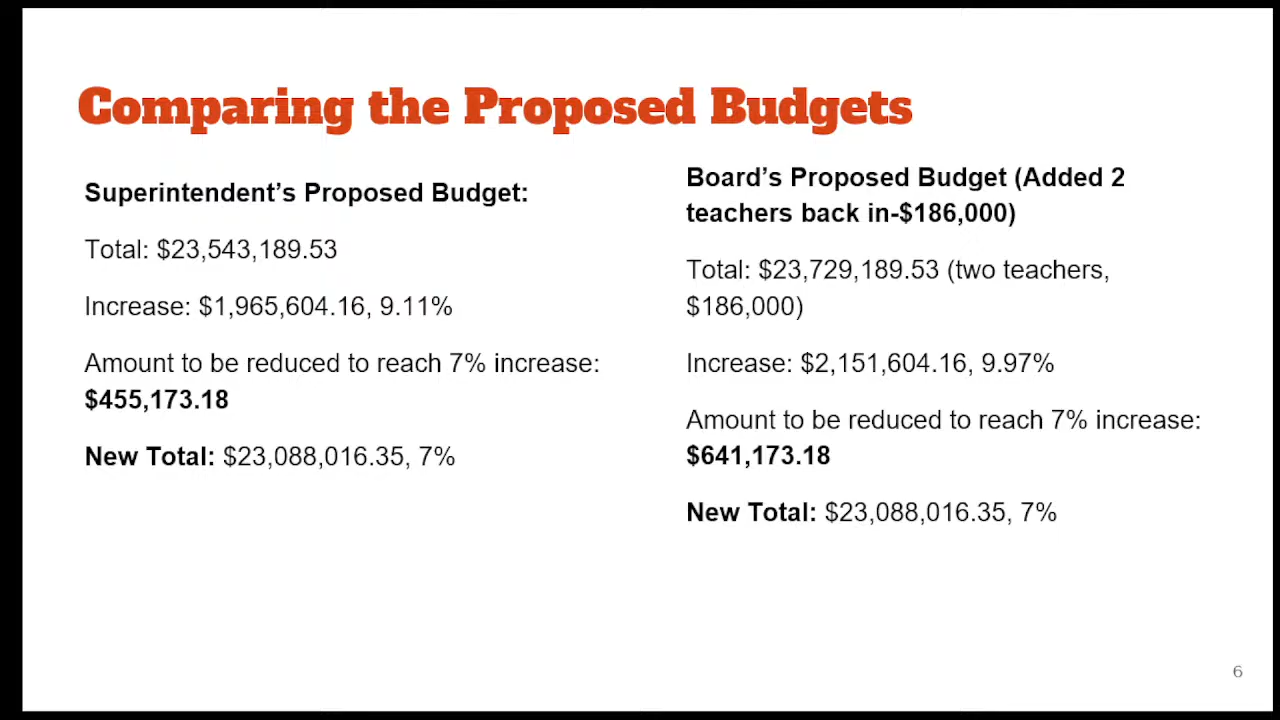 Comparing the Proposed Budgets
Superintendent’s Proposed Budget:
Total: $23,543,189.53
Increase: $1,965,604.16, 9.11%
Amount to be reduced to reach 7% increase:
$455,173.18
New Total: $23,088,016.35, 7%
Board’s Proposed Budget (Added 2
teachers back in-$186,000)
Total: $23,729,189.53 (two teachers,
$186,000)
Increase: $2,151,604.16, 9.97%
Amount to be reduced to reach 7% increase:
$641,173.18
New Total: $23,088,016.35, 7%
6